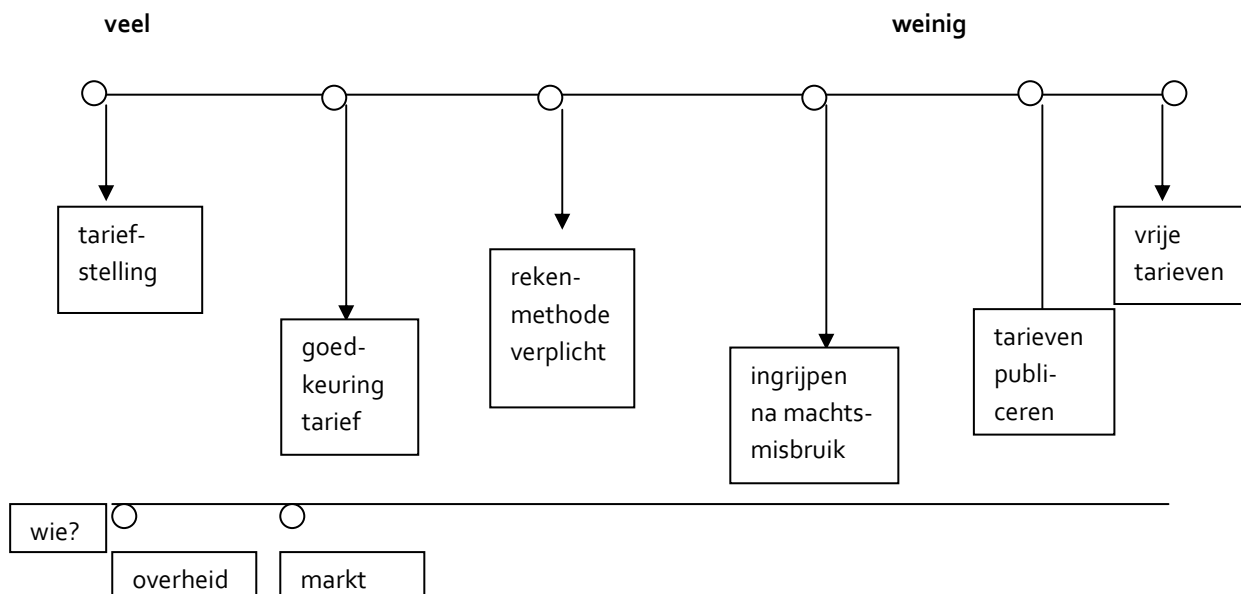 veel
weinig
tarief-
stelling
goed-
keuring
tarief
reken-
methode
verplicht
ingrijpen
na machts-
misbruik
tarieven
publi-
ceren
vrije
tarieven
wie?
overheid
markt